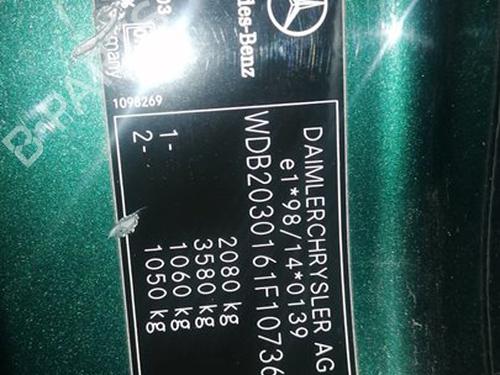 DAIMLERCHRYSLER AG
e1*98/14*0139
WDB2030161F10736
2080 kg
3580 kg
1- 1060 kg
2- 1050 kg
des-Benz
1098269